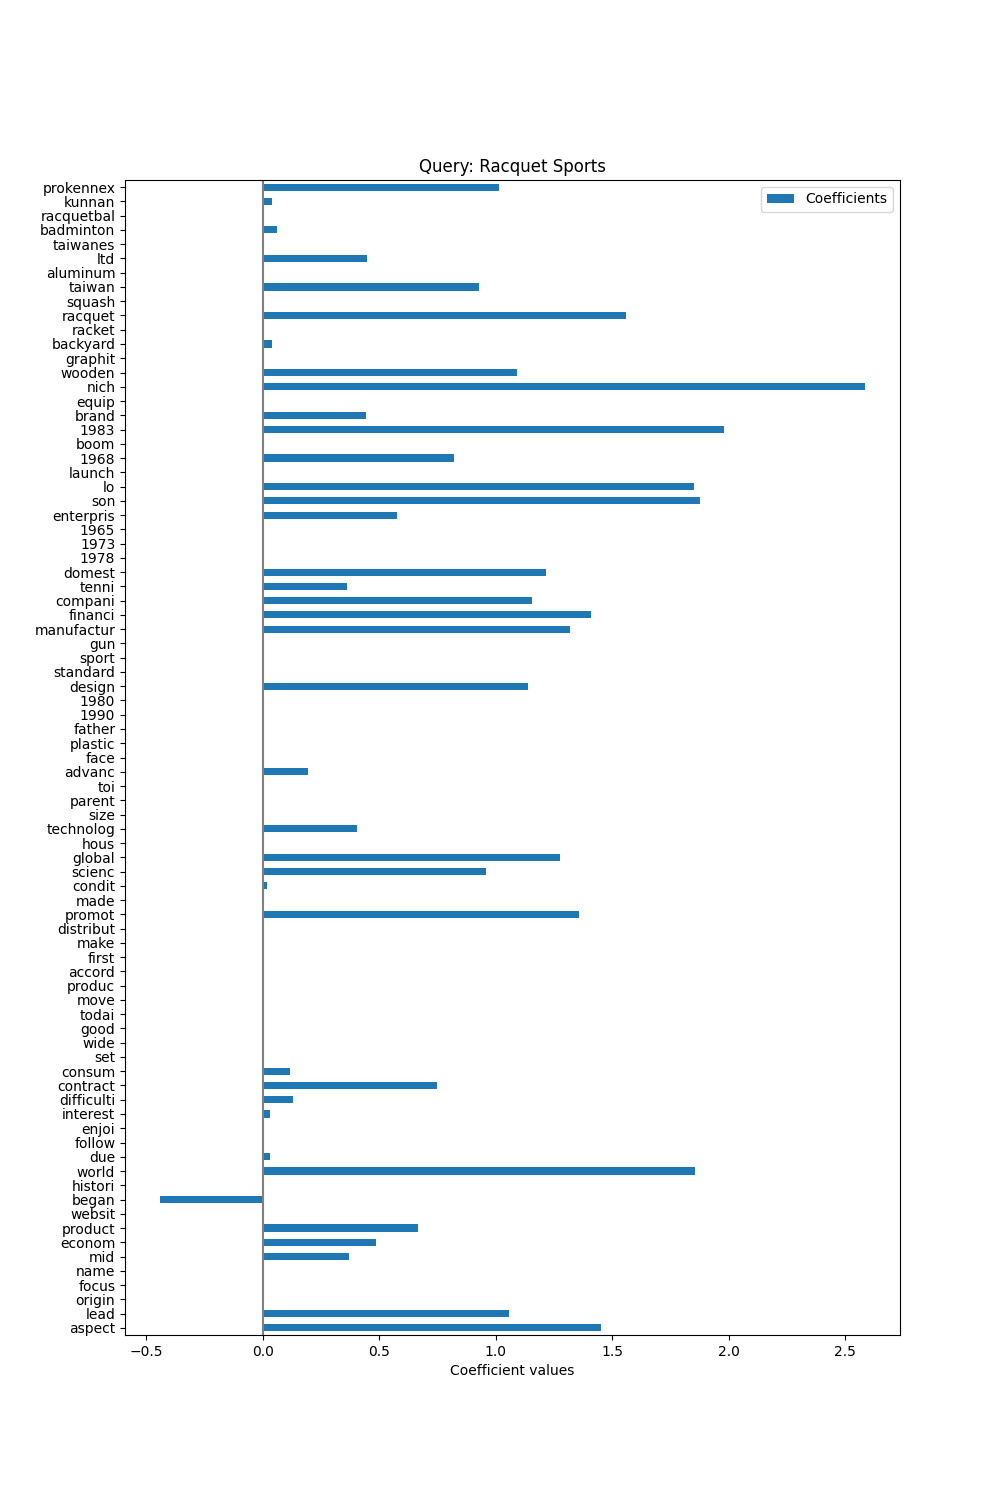 Query: Racquet Sports
Coefficients
prokennex
kunnan
racquetbal
badminton
taiwanes
ltd
aluminum
taiwan
squash
racquet
racket
backyard
graphit
wooden
nich
equip
brand
1983
boom
1968
launch
lo
son
enterpris
1965
1973
1978
domest
tenni
compani
financi
manufactur
gun
sport
standard
design
1980
1990
father
plastic
face
advanc
toi
parent
size
technolog
hous
global
scienc
condit
made
promot
distribut
make
first
accord
produc
move
todai
good
wide
set
consum
contract
difficulti
interest
enjoi
follow
due
world
histori
began
websit
product
econom
mid
name
focus
origin
lead
aspect
−0.5 0.0 0.5 1.0 1.5 2.0 2.5
Coefficient values